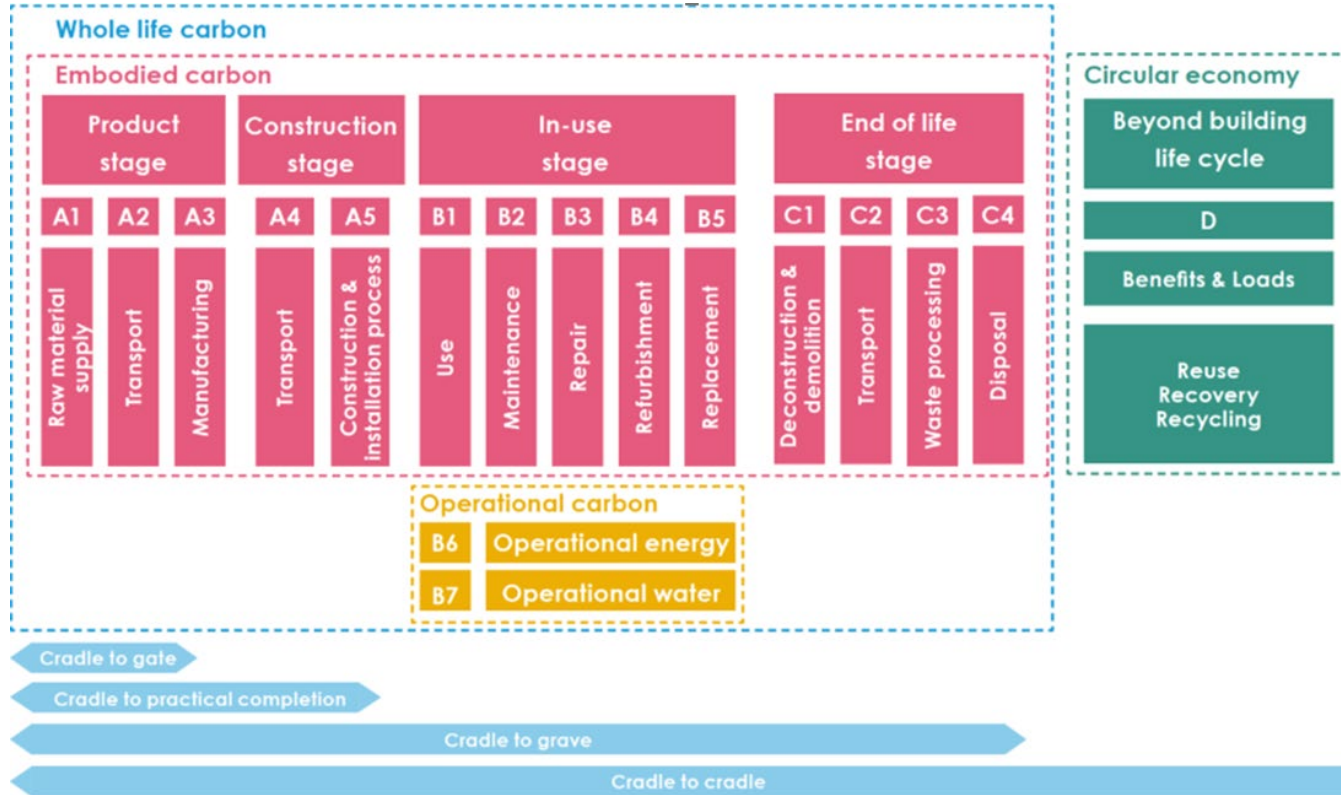 Whole life carbon
Embodied carbon
Circular economy
Product
stage
Construction
stage
In-use
stage
End of life
stage
Beyond building
life cycle
A1
A2
A3
A4
A5
B1
B2
B3
B4
B5
C1
C2
C3
C4
D
Raw material
supply
Transport
Manufacturing
Transport
Construction &
installation process
Use
Maintenance
Repair
Refurbishment
Replacement
Deconstruction &
demolition
Transport
Waste processing
Disposal
Benefits & Loads
Reuse
Recovery
Recycling
Operational carbon
B6
Operational energy
B7
Operational water
Cradle to gate
Cradle to practical completion
Cradle to grave
Cradle to cradle